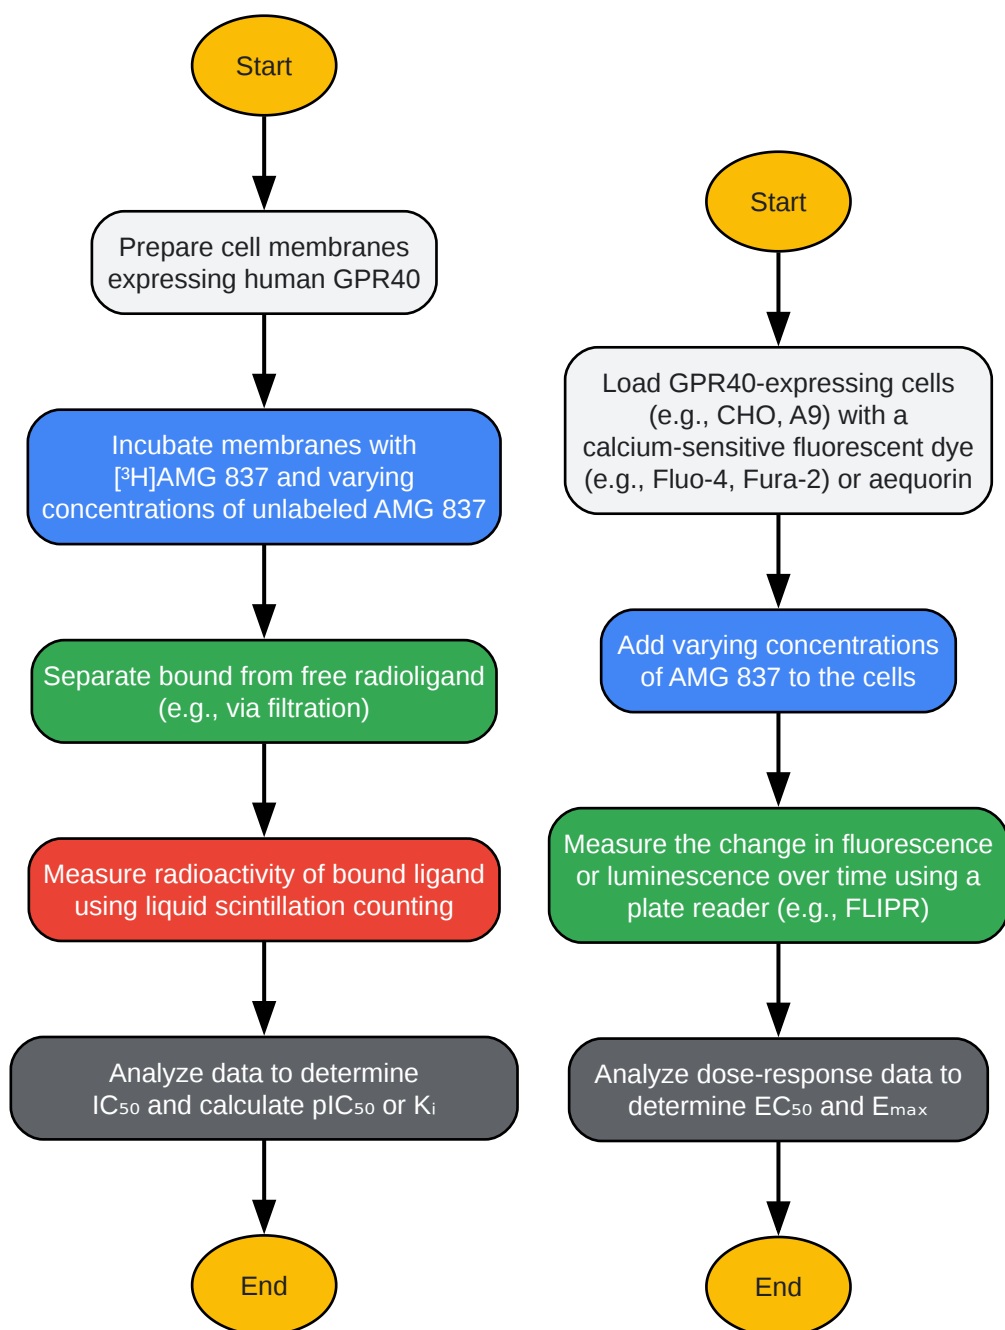 Start
Prepare cell membranes
expressing human GPR40
Incubate membranes with
[³H]AMG 837 and varying
concentrations of unlabeled AMG 837
Separate bound from free radioligand
(e.g., via filtration)
Measure radioactivity of bound ligand
using liquid scintillation counting
Analyze data to determine
IC₅₀ and calculate pIC₅₀ or Kᵢ
End
Start
Load GPR40-expressing cells
(e.g., CHO, A9) with a
calcium-sensitive fluorescent dye
(e.g., Fluo-4, Fura-2) or aequorin
Add varying concentrations
of AMG 837 to the cells
Measure the change in fluorescence
or luminescence over time using a
plate reader (e.g., FLIPR)
Analyze dose-response data to
determine EC₅₀ and Eₘₐₓ
End